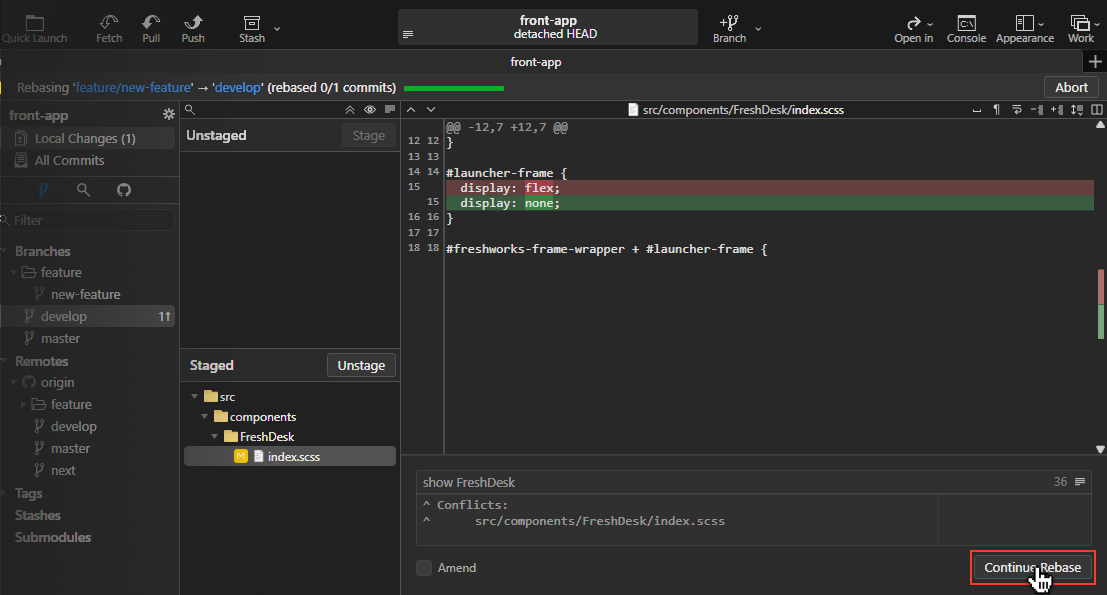 front-app
detached HEAD
Quick Launch
Fetch
Pull
Push
Stash
Branch
Open in
Console
Appearance
Work
front-app
Rebasing 'feature/new-feature' → 'develop' (rebased 0/1 commits)
Abort
front-app
Local Changes (1)
All Commits
Filter
Branches
feature
new-feature
develop 1↑
master
Remotes
origin
feature
develop
master
next
Tags
Stashes
Submodules
Unstaged
Stage
Staged
Unstage
src
components
FreshDesk
M index.scss
src/components/FreshDesk/index.scss
@@ -12,7 +12,7 @@
12 12 }
13 13
14 14 #launcher-frame {
15 display: flex;
15 display: none;
16 16 }
17 17
18 18 #freshworks-frame-wrapper + #launcher-frame {
show FreshDesk
36
^ Conflicts:
^ src/components/FreshDesk/index.scss
Amend
Continue Rebase